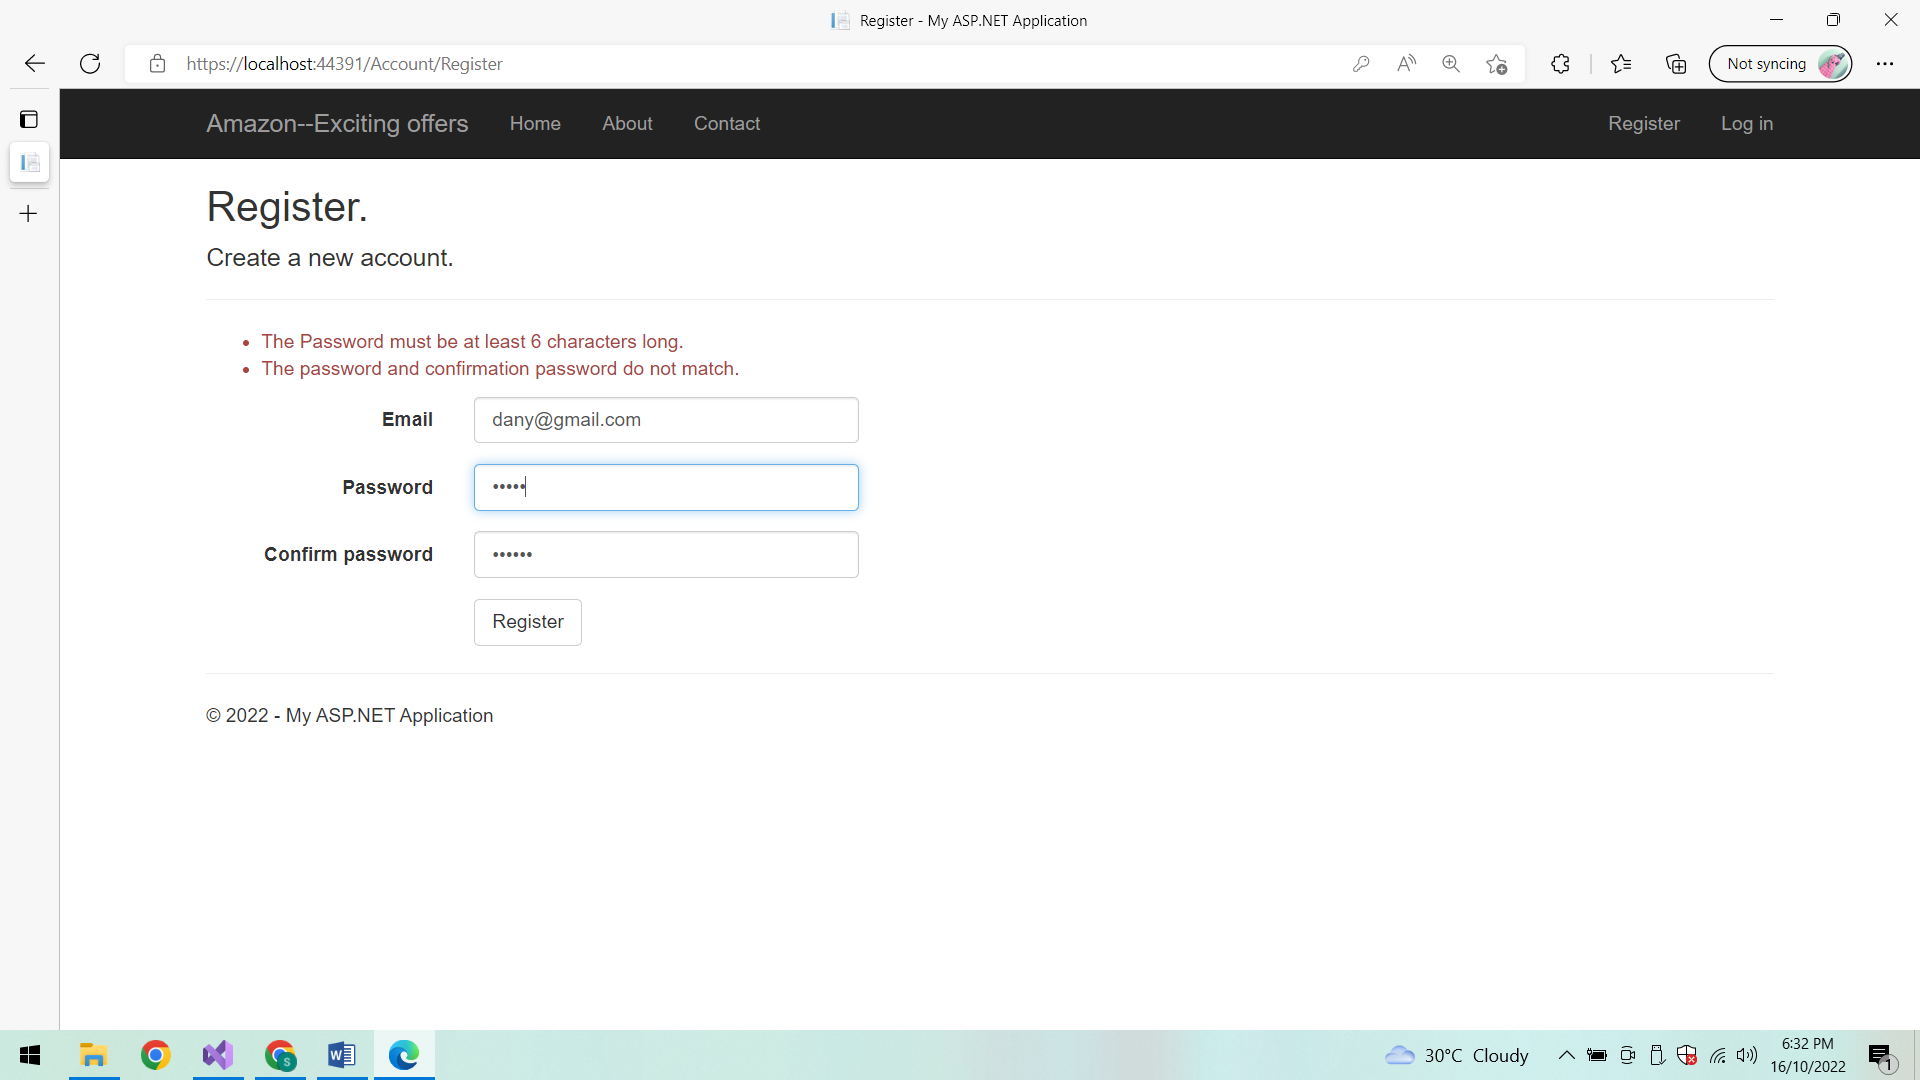 Register - My ASP.NET Application
https://localhost:44391/Account/Register
Not syncing
Amazon--Exciting offers Home About Contact Register Log in
Register.
Create a new account.
The Password must be at least 6 characters long.
The password and confirmation password do not match.
Email dany@gmail.com
Password •••••
Confirm password ••••••
Register
© 2022 - My ASP.NET Application
30°C Cloudy
6:32 PM
16/10/2022
1